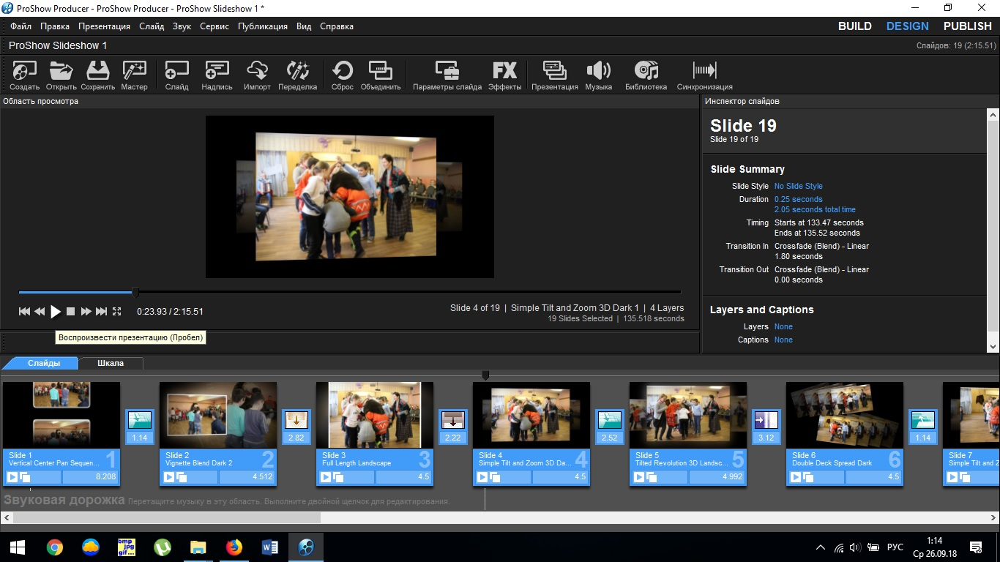 ProShow Producer - ProShow Producer - ProShow Slideshow 1 *
Файл Правка Презентация Слайд Звук Сервис Публикация Вид Справка
BUILD DESIGN PUBLISH
ProShow Slideshow 1
Слайдов: 19 (2:15.51)
Создать Открыть Сохранить Мастер Слайд Надпись Импорт Переделка Сброс Объединить Параметры слайда Эффекты Презентация Музыка Библиотека Синхронизация
FX
Область просмотра
Инспектор слайдов
Slide 19
Slide 19 of 19
Slide Summary
Slide Style No Slide Style
Duration 0.25 seconds
2.05 seconds total time
Timing Starts at 133.47 seconds
Ends at 135.52 seconds
Transition In Crossfade (Blend) - Linear
1.80 seconds
Transition Out Crossfade (Blend) - Linear
0.00 seconds
Layers and Captions
Layers None
Captions None
0:23.93 / 2:15.51
Slide 4 of 19 | Simple Tilt and Zoom 3D Dark 1 | 4 Layers
19 Slides Selected | 135.518 seconds
Воспроизвести презентацию (Пробел)
Слайды Шкала
1.14 2.82 2.22 2.52 3.12 1.14
Slide 1 Slide 2 Slide 3 Slide 4 Slide 5 Slide 6 Slide 7
Vertical Center Pan Sequen... Vignette Blend Dark 2 Full Length Landscape Simple Tilt and Zoom 3D Da... Tilted Revolution 3D Landsc... Double Deck Spread Dark Simple Tilt and Z
1 2 3 4 5 6
8.208 4.512 4.5 4.5 4.992 4.5
Звуковая дорожка Перетащите музыку в эту область. Выполните двойной щелчок для редактирования.
bmp
jpg
gif...
РУС
1:14
Ср 26.09.18